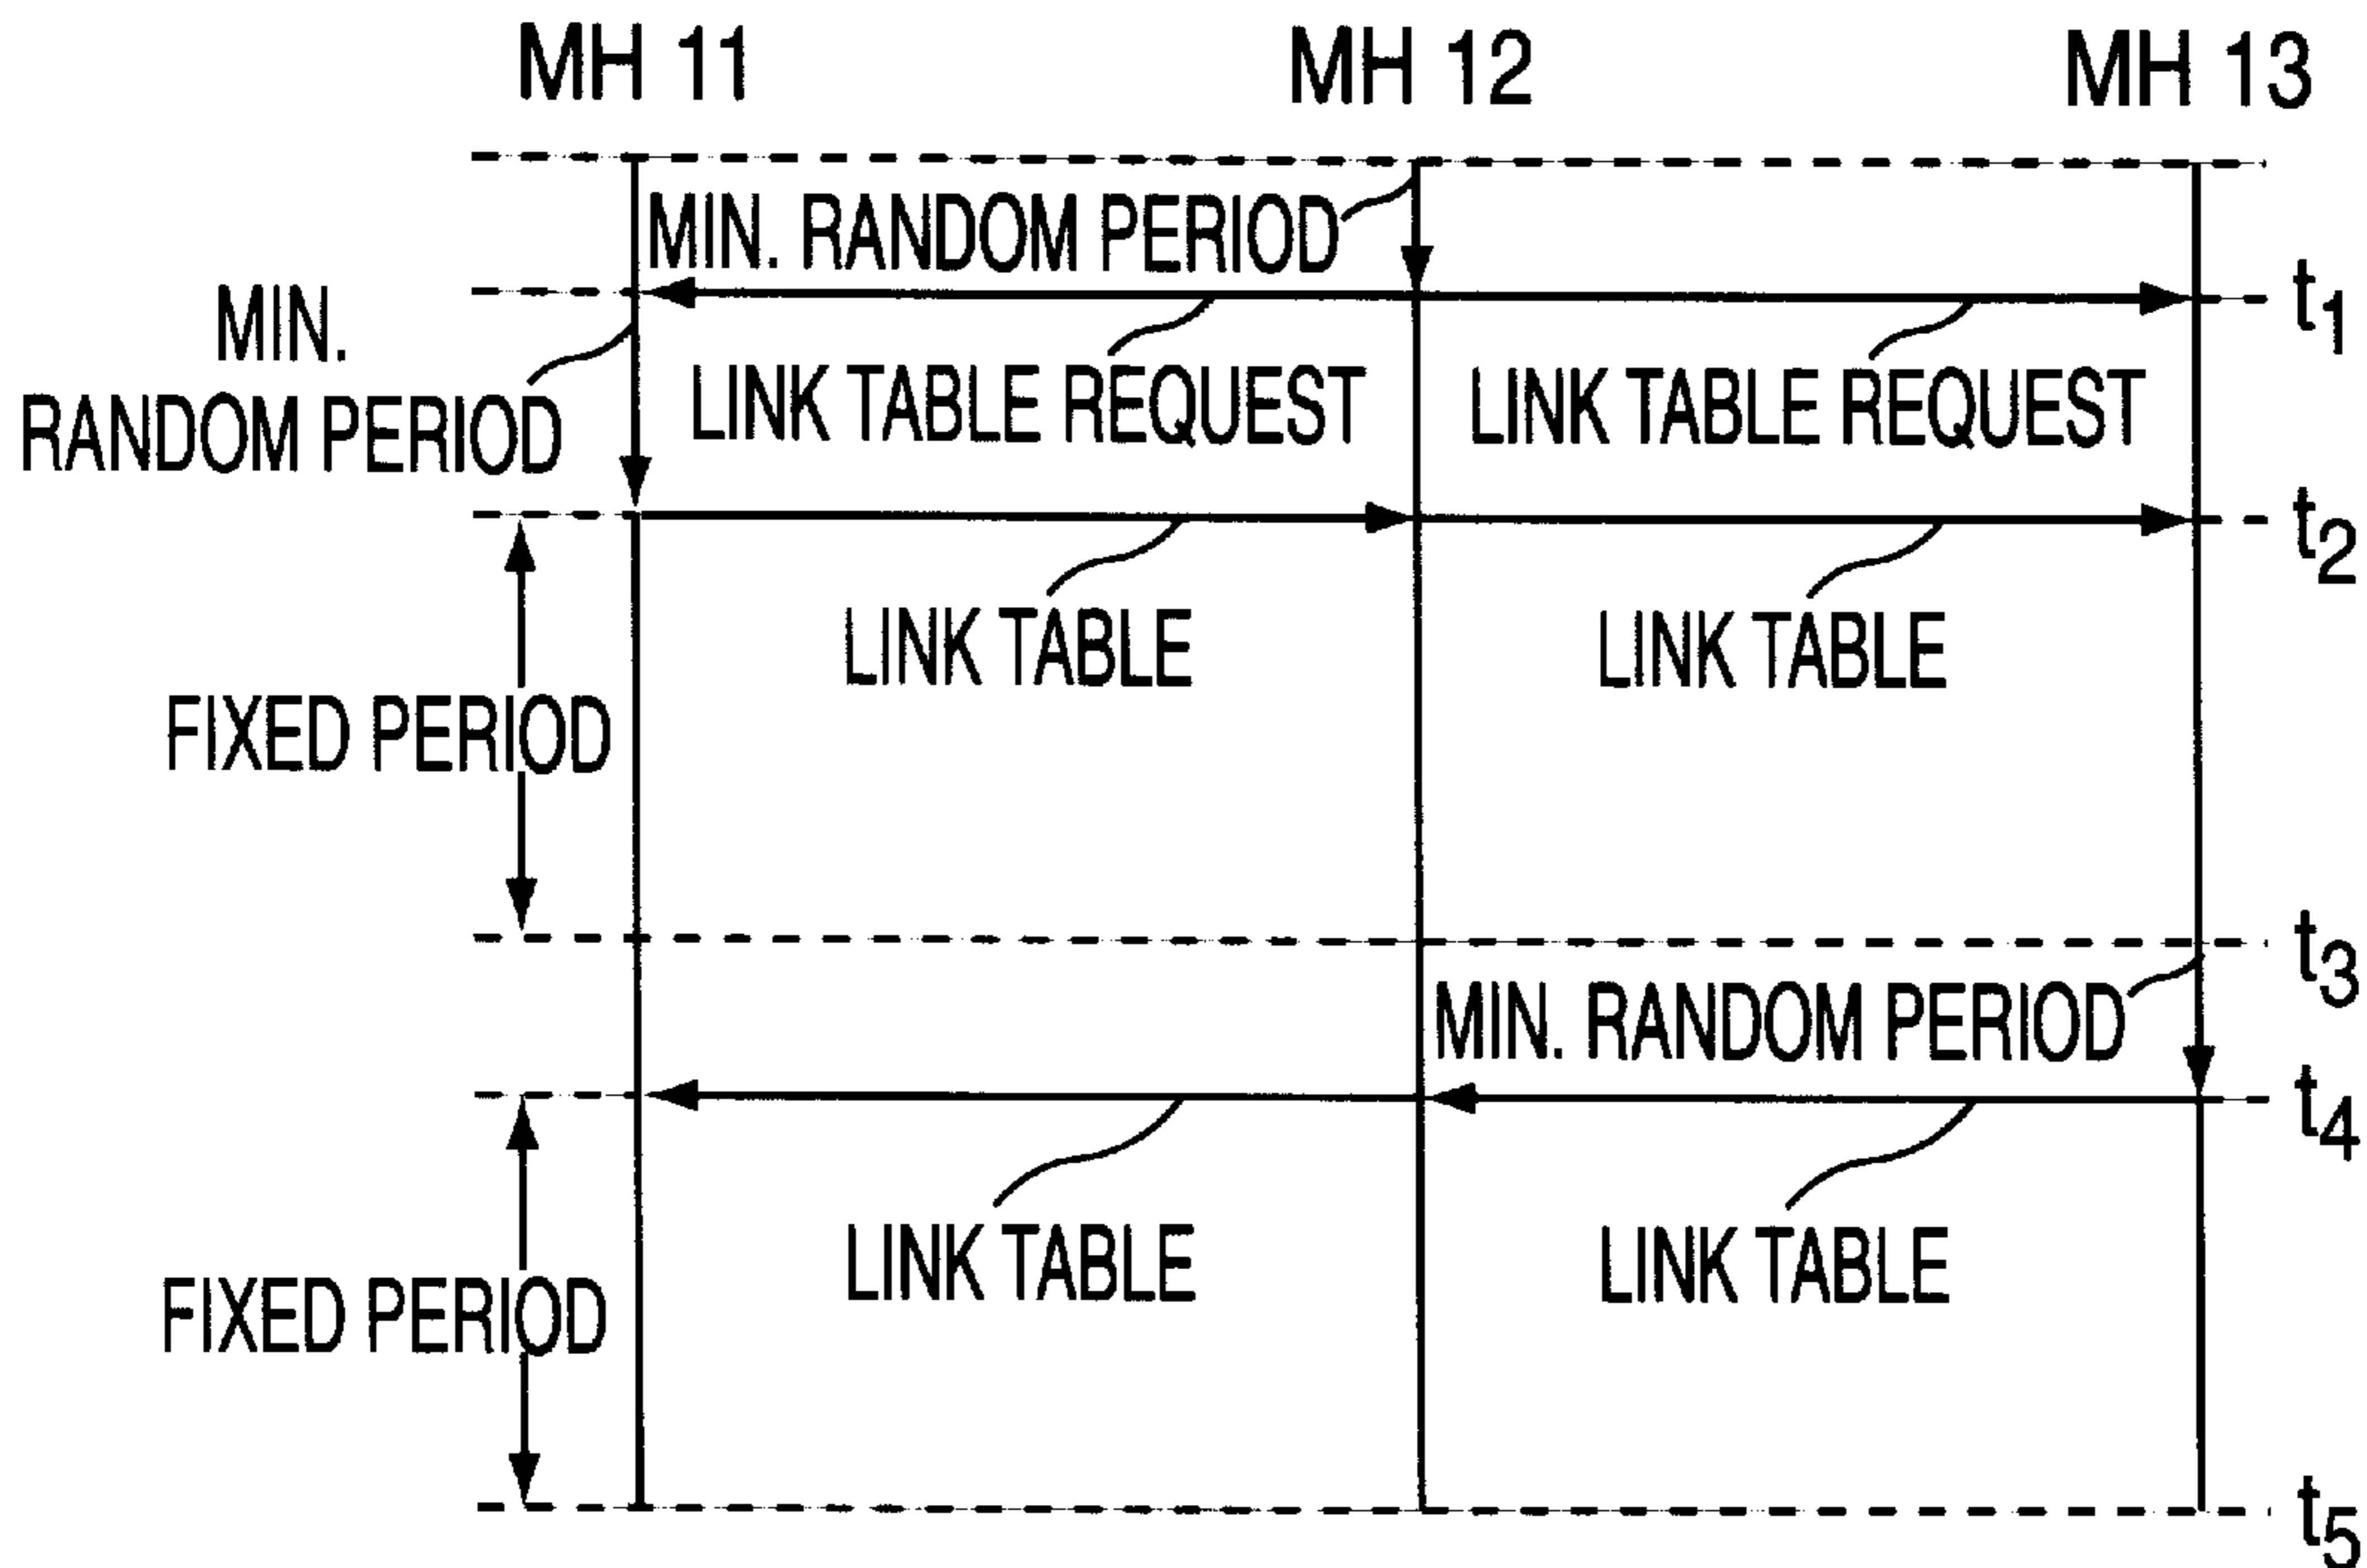 MH 11 MH 12 MH 13
MIN. RANDOM PERIOD
t1
MIN.
RANDOM PERIOD
LINK TABLE REQUEST LINK TABLE REQUEST
t2
LINK TABLE LINK TABLE
FIXED PERIOD
t3
MIN. RANDOM PERIOD
t4
LINK TABLE LINK TABLE
FIXED PERIOD
t5